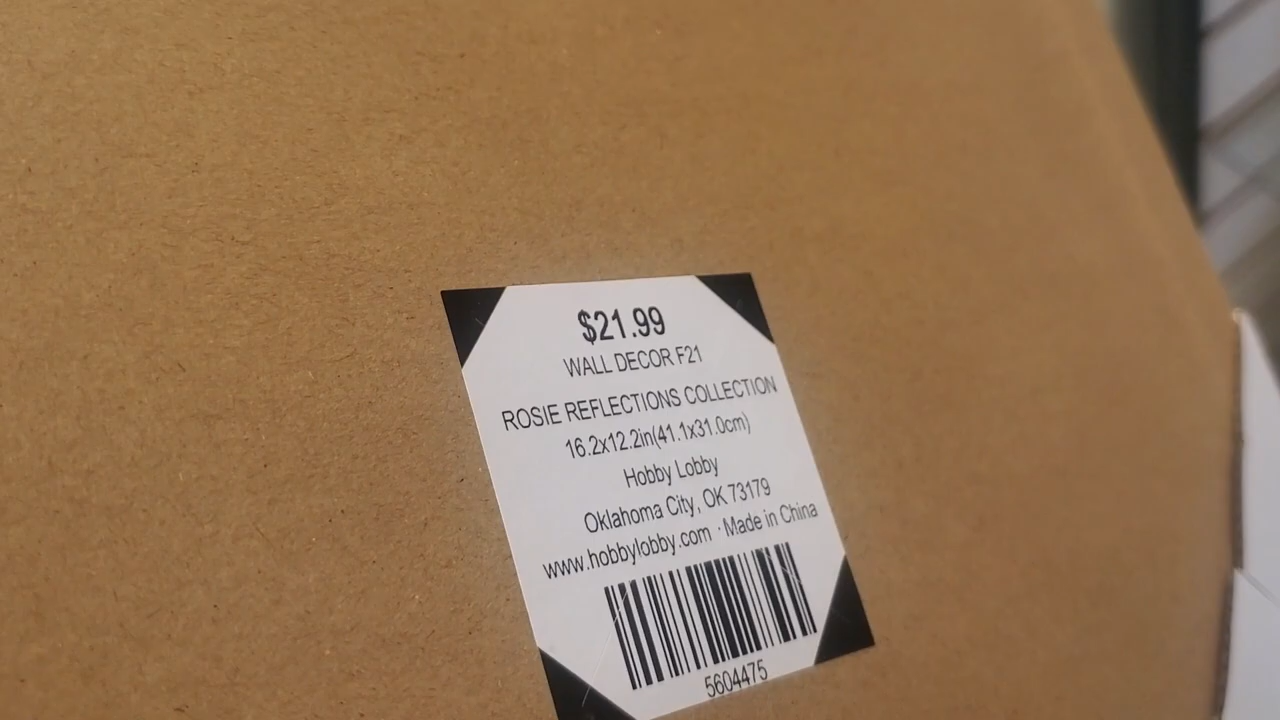 $21.99
WALL DECOR F21
ROSIE REFLECTIONS COLLECTION
16.2x12.2in(41.1x31.0cm)
Hobby Lobby
Oklahoma City, OK 73179
www.hobbylobby.com · Made in China
5604475